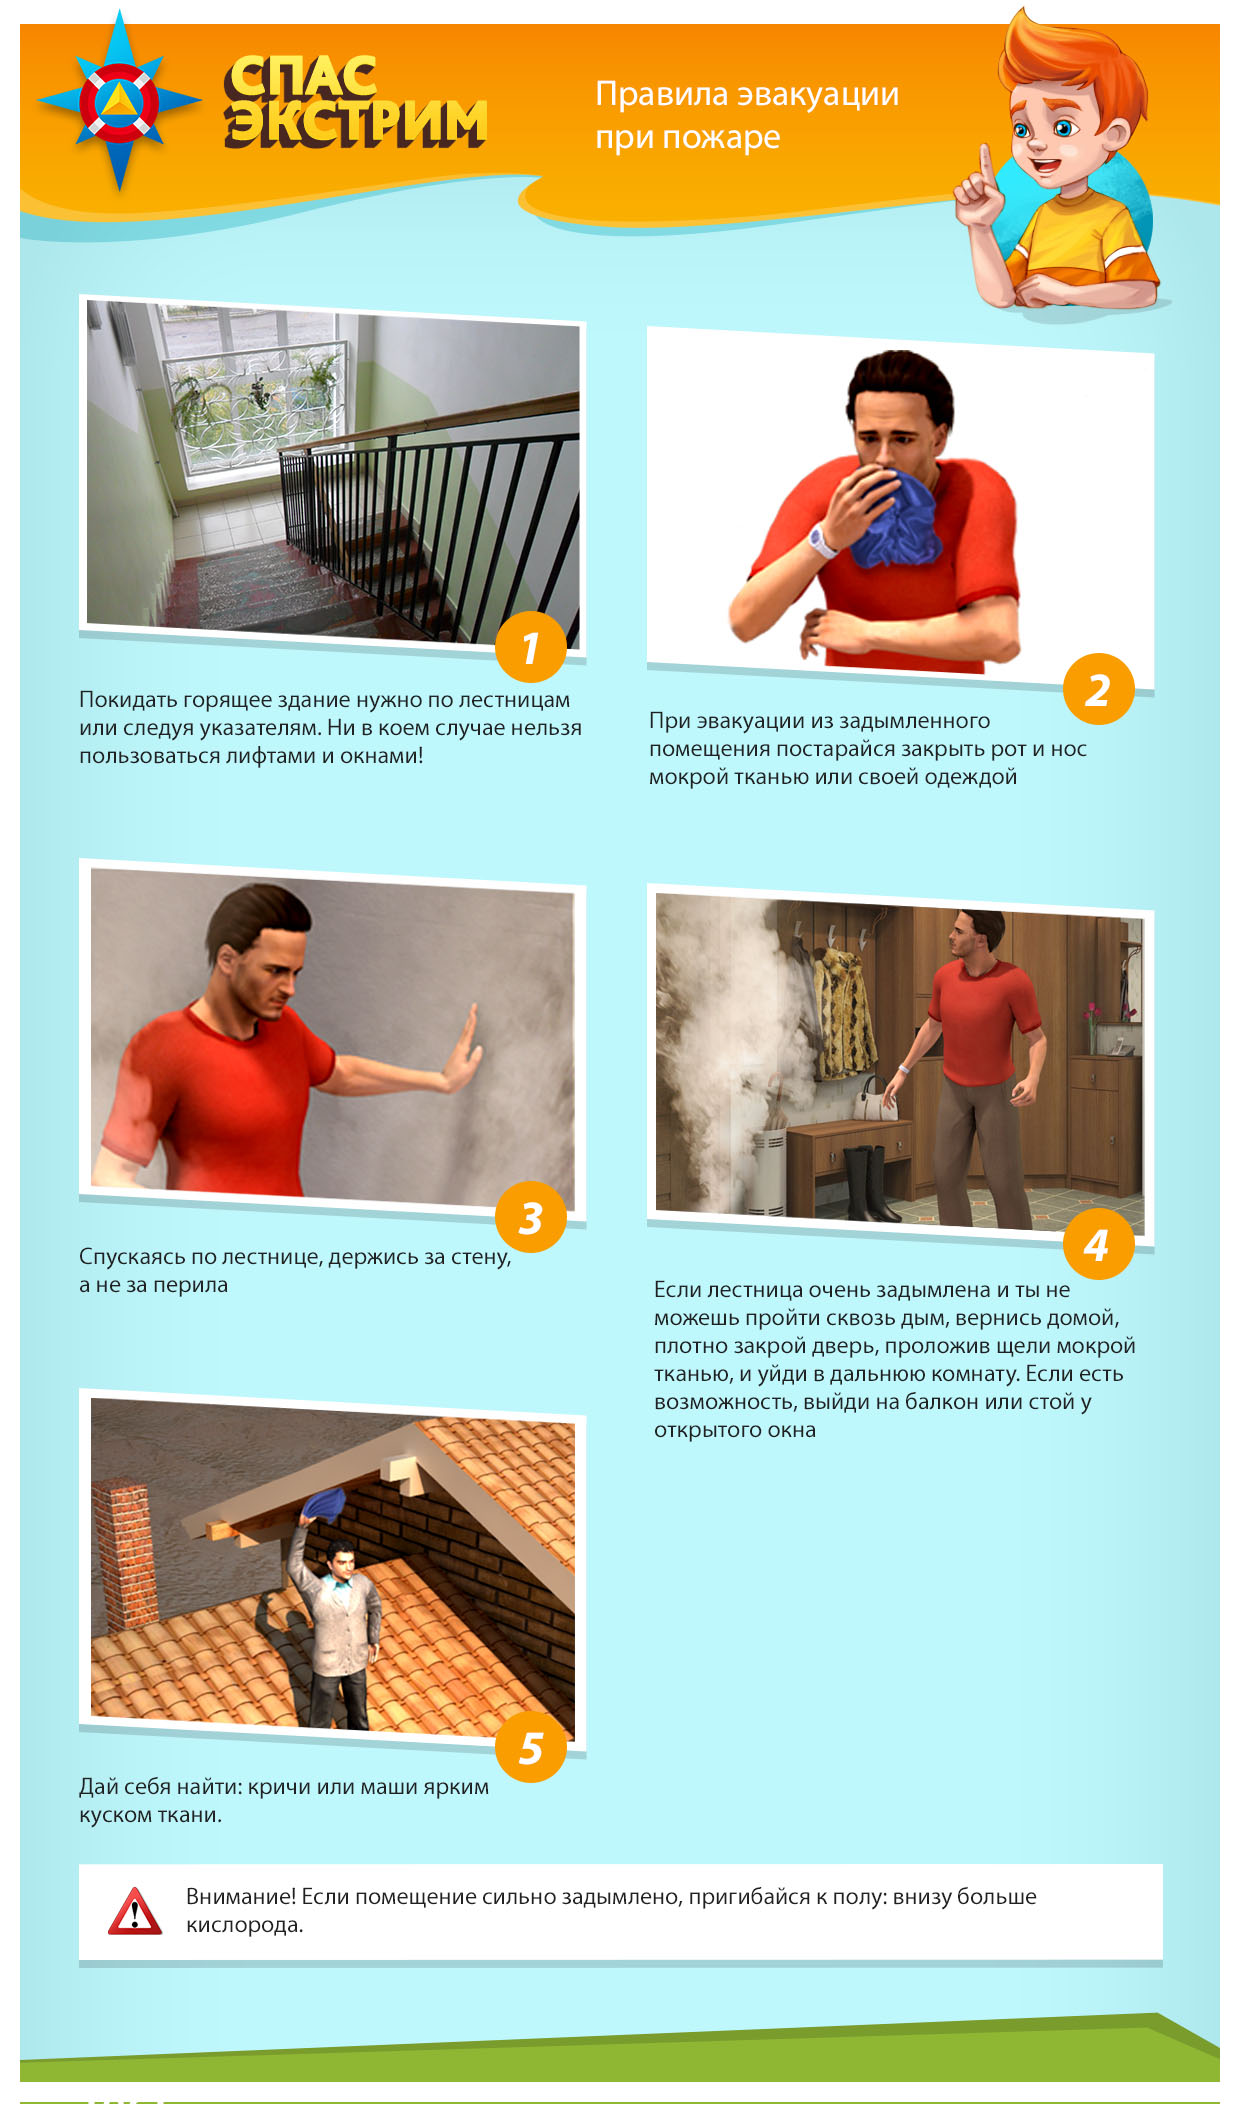 СПАС
ЭКСТРИМ
Правила эвакуации
при пожаре
1
Покидать горящее здание нужно по лестницам
или следуя указателям. Ни в коем случае нельзя
пользоваться лифтами и окнами!
2
При эвакуации из задымленного
помещения постарайся закрыть рот и нос
мокрой тканью или своей одеждой
3
Спускаясь по лестнице, держись за стену,
а не за перила
4
Если лестница очень задымлена и ты не
можешь пройти сквозь дым, вернись домой,
плотно закрой дверь, проложив щели мокрой
тканью, и уйди в дальнюю комнату. Если есть
возможность, выйди на балкон или стой у
открытого окна
5
Дай себя найти: кричи или маши ярким
куском ткани.
Внимание! Если помещение сильно задымлено, пригибайся к полу: внизу больше
кислорода.